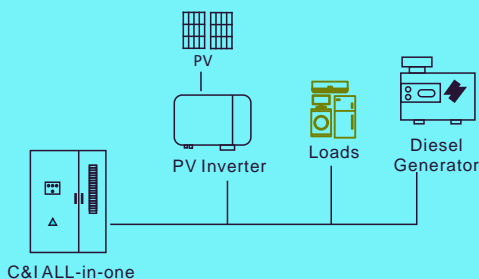 PV
PV Inverter
Loads
Diesel
Generator
C&I ALL-in-one